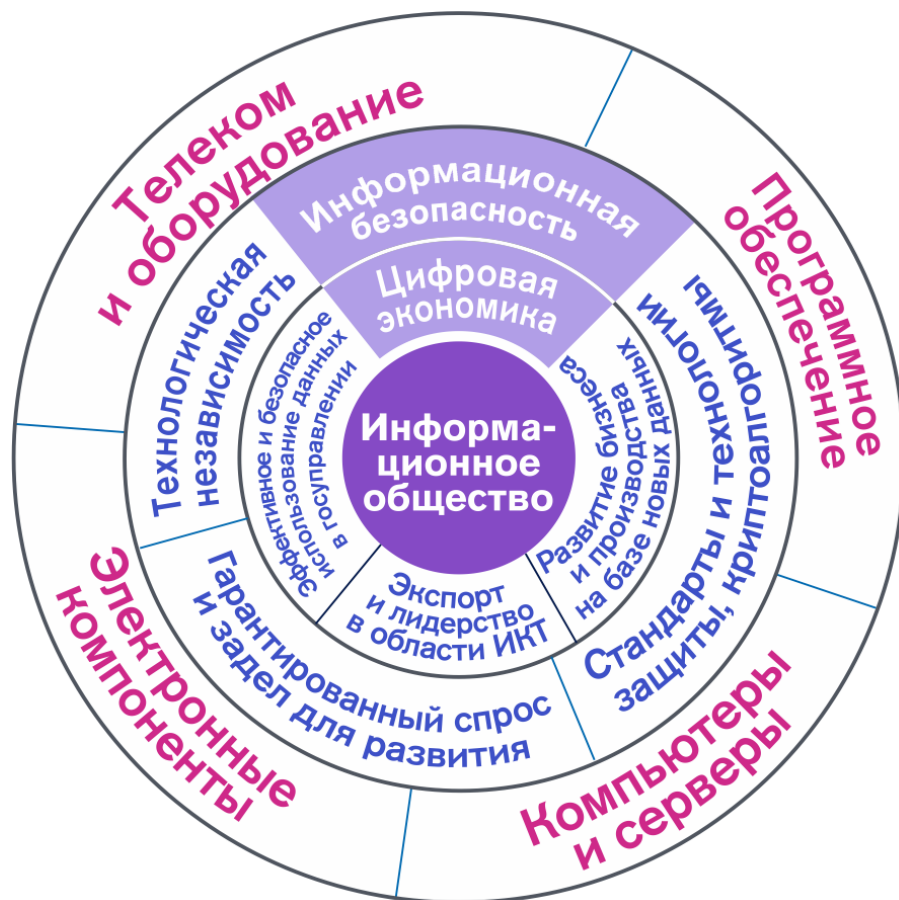 Телеком
и оборудование
Программное
обеспечение
Информационная
безопасность
Цифровая
экономика
Технологическая
независимость
Эффективное и безопасное
использование данных
в госуправлении
Информа-
ционное
общество
Развитие бизнеса
и производства
на базе новых данных
Стандарты и технологии
защиты, криптоалгоритмы
Экспорт
и лидерство
в области ИКТ
Гарантированный спрос
и задел для развития
Электронные
компоненты
Компьютеры
и серверы